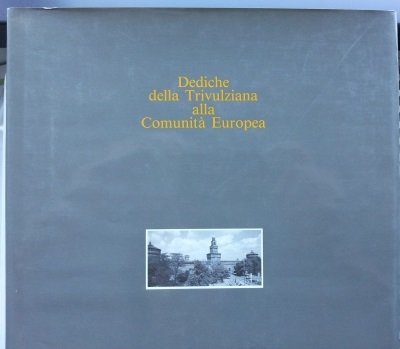 Dediche
della Trivulziana
alla
Comunità Europea